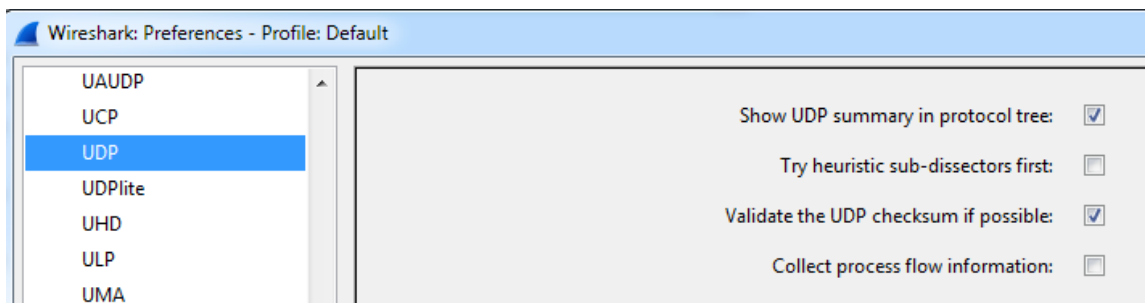 Wireshark: Preferences - Profile: Default
UAUDP
UCP
UDP
UDPlite
UHD
ULP
UMA
Show UDP summary in protocol tree:
Try heuristic sub-dissectors first:
Validate the UDP checksum if possible:
Collect process flow information: